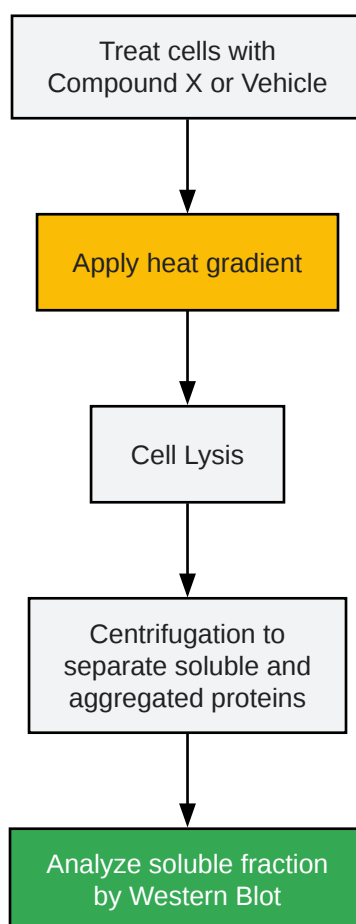 Treat cells with
Compound X or Vehicle
Apply heat gradient
Cell Lysis
Centrifugation to
separate soluble and
aggregated proteins
Analyze soluble fraction
by Western Blot